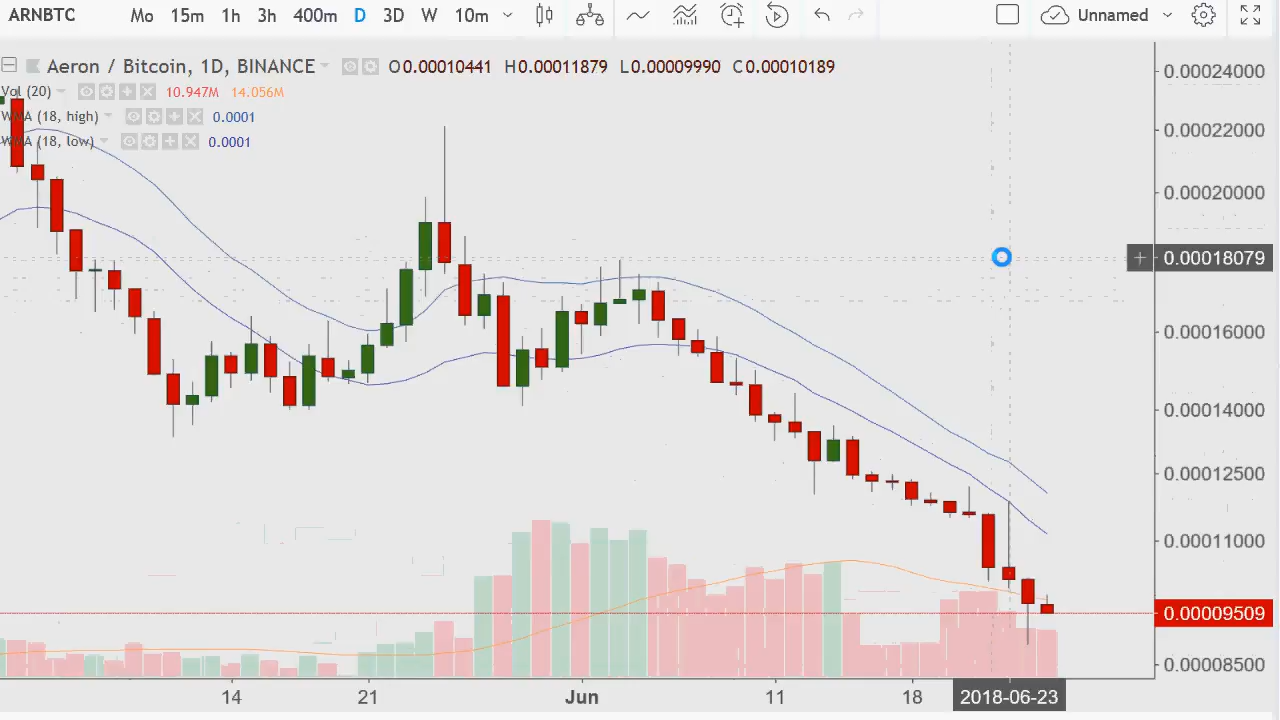 ARNBTC Mo 15m 1h 3h 400m D 3D W 10m Unnamed
Aeron / Bitcoin, 1D, BINANCE O0.00010441 H0.00011879 L0.00009990 C0.00010189
Vol (20) 10.947M 14.056M
WMA (18, high) 0.0001
WMA (18, low) 0.0001
0.00024000
0.00022000
0.00020000
0.00018079
0.00016000
0.00014000
0.00012500
0.00011000
0.00009509
0.00008500
14 21 Jun 11 18 2018-06-23